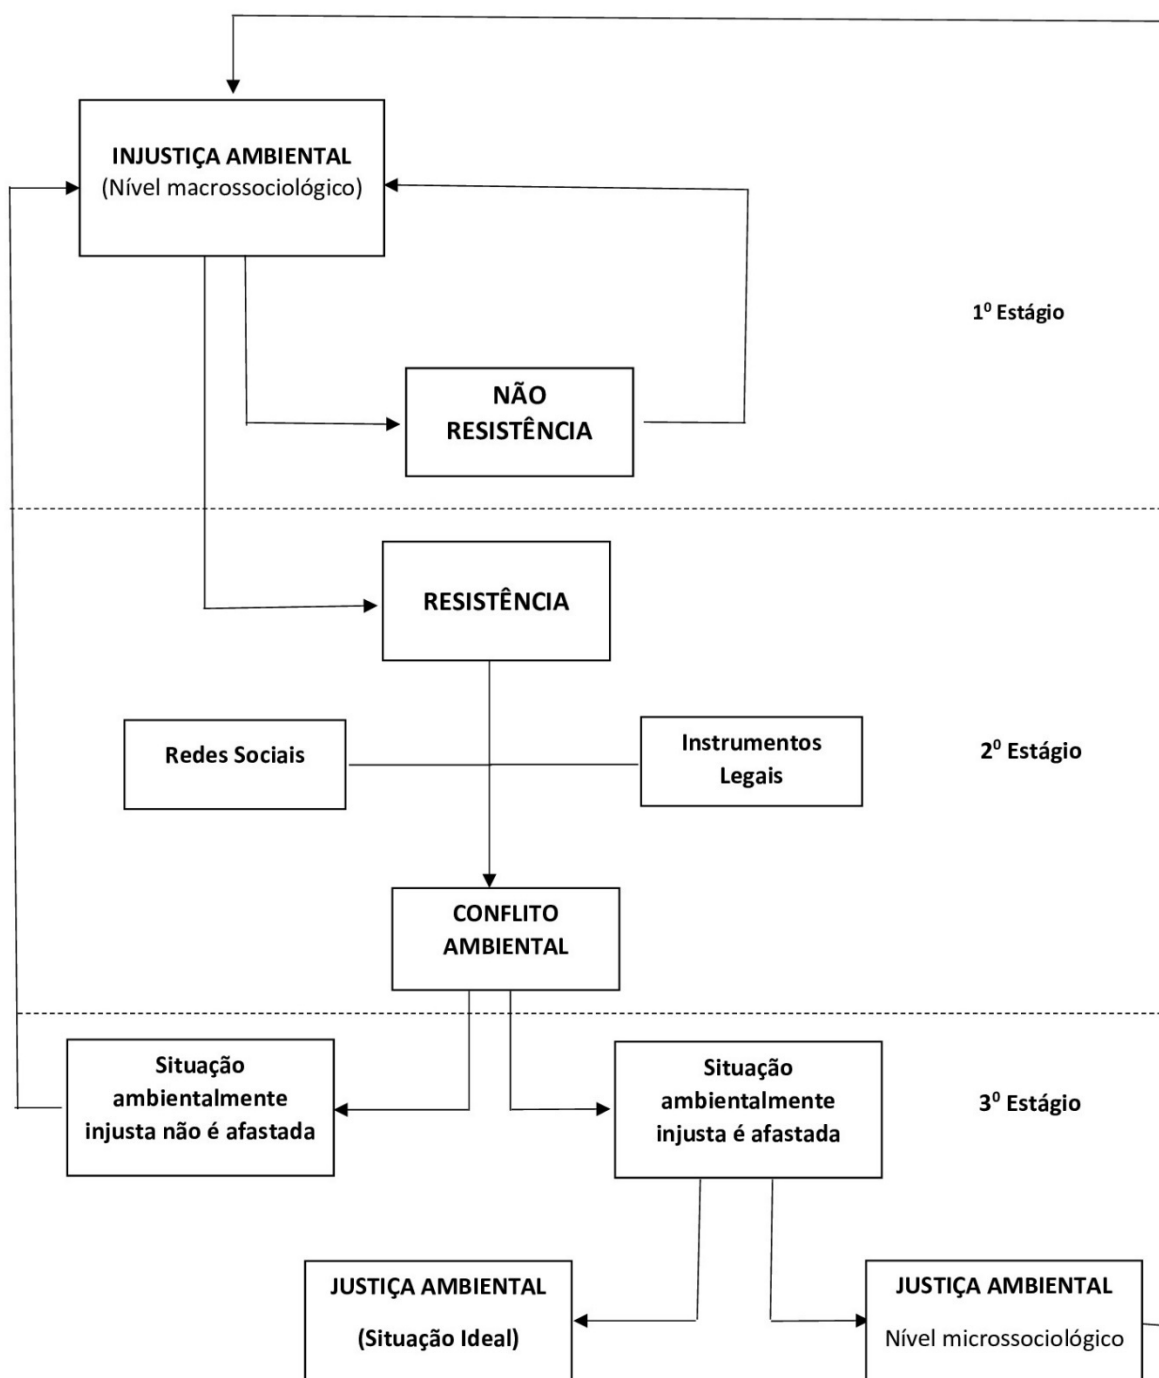 INJUSTIÇA AMBIENTAL
(Nível macrossociológico)
1⁰ Estágio
NÃO
RESISTÊNCIA
RESISTÊNCIA
Redes Sociais
Instrumentos
Legais
2⁰ Estágio
CONFLITO
AMBIENTAL
Situação
ambientalmente
injusta não é afastada
Situação
ambientalmente
injusta é afastada
3⁰ Estágio
JUSTIÇA AMBIENTAL
(Situação Ideal)
JUSTIÇA AMBIENTAL
Nível microssociológico